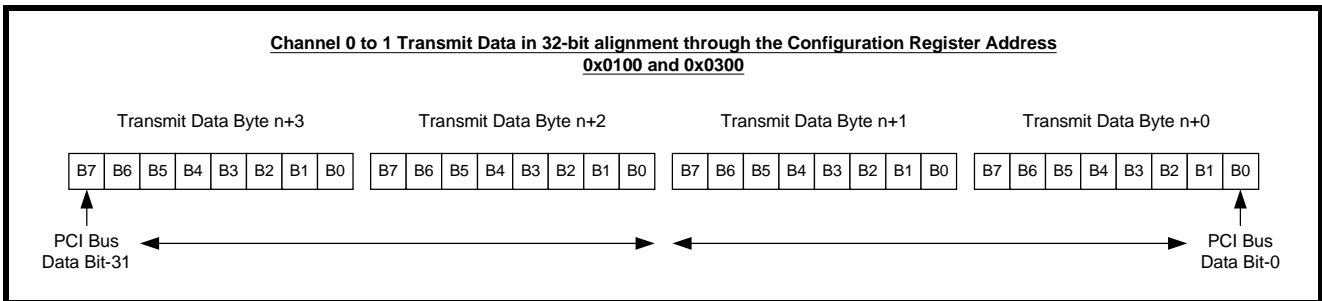 Channel 0 to 1 Transmit Data in 32-bit alignment through the Configuration Register Address
0x0100 and 0x0300
Transmit Data Byte n+3 Transmit Data Byte n+2 Transmit Data Byte n+1 Transmit Data Byte n+0
B7 B6 B5 B4 B3 B2 B1 B0 B7 B6 B5 B4 B3 B2 B1 B0 B7 B6 B5 B4 B3 B2 B1 B0 B7 B6 B5 B4 B3 B2 B1 B0
PCI Bus
Data Bit-31
PCI Bus
Data Bit-0